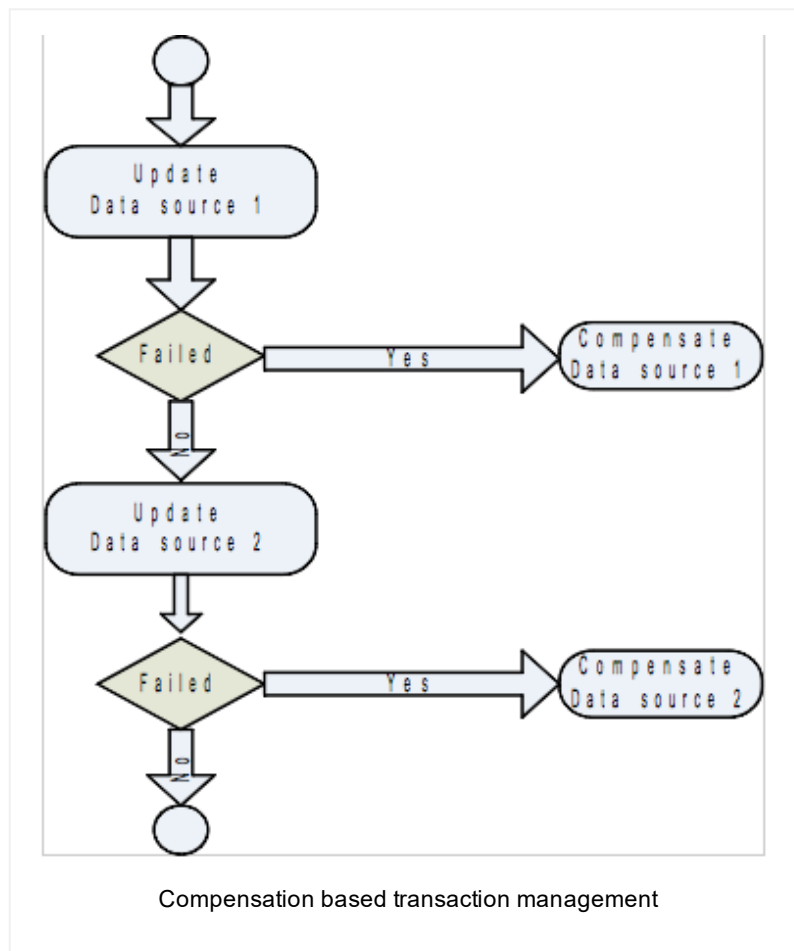 Update
Data source 1
Failed
Yes
Compensate
Data source 1
No
Update
Data source 2
Failed
Yes
Compensate
Data source 2
No
Compensation based transaction management